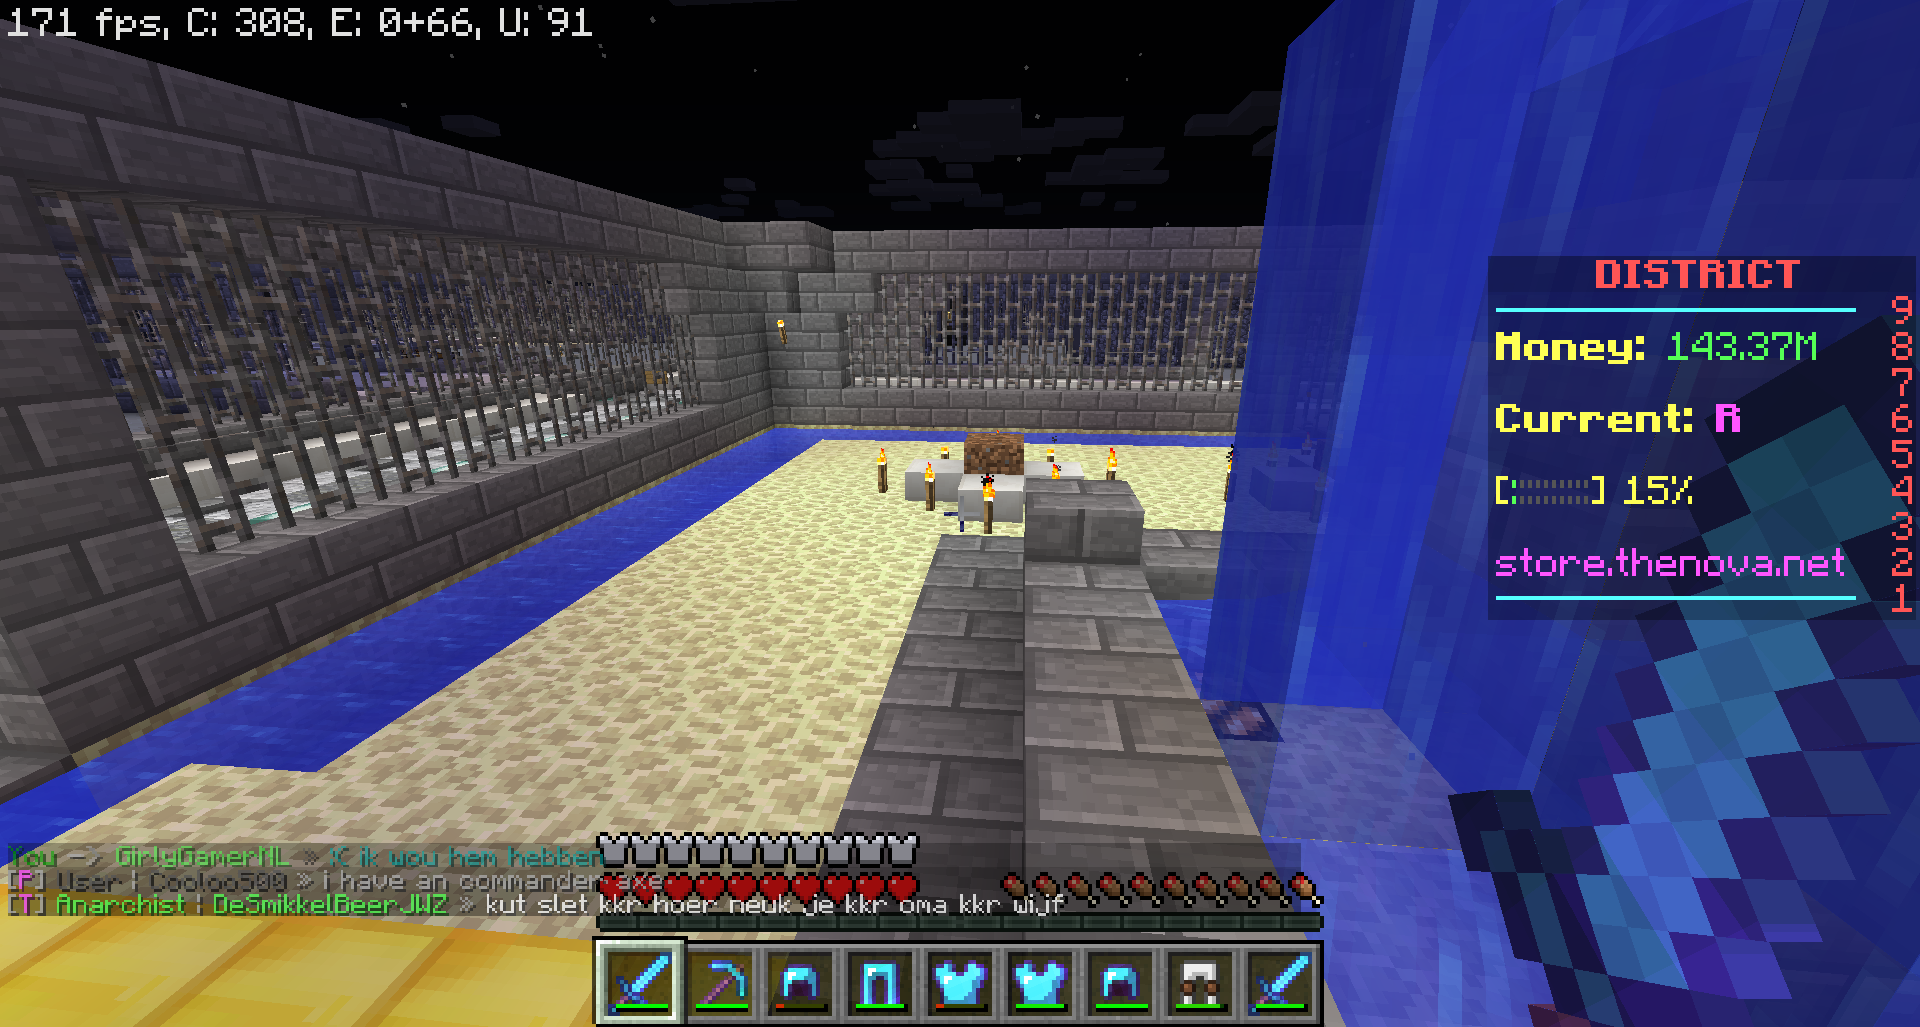 171 fps, C: 308, E: 0+66, U: 91
DISTRICT
9
Money: 143.37M 8
7
Current: R 6
5
[:::::::::] 15% 4
3
store.thenova.net 2
1
You -> GirlyGamerNL » :C ik wou hem hebben
[P] User | Cooloo509 » i have an commander axe
[T] Anarchist | DeSmikkelBeerJWZ » kut slet kkr hoer neuk je kkr oma kkr wijf